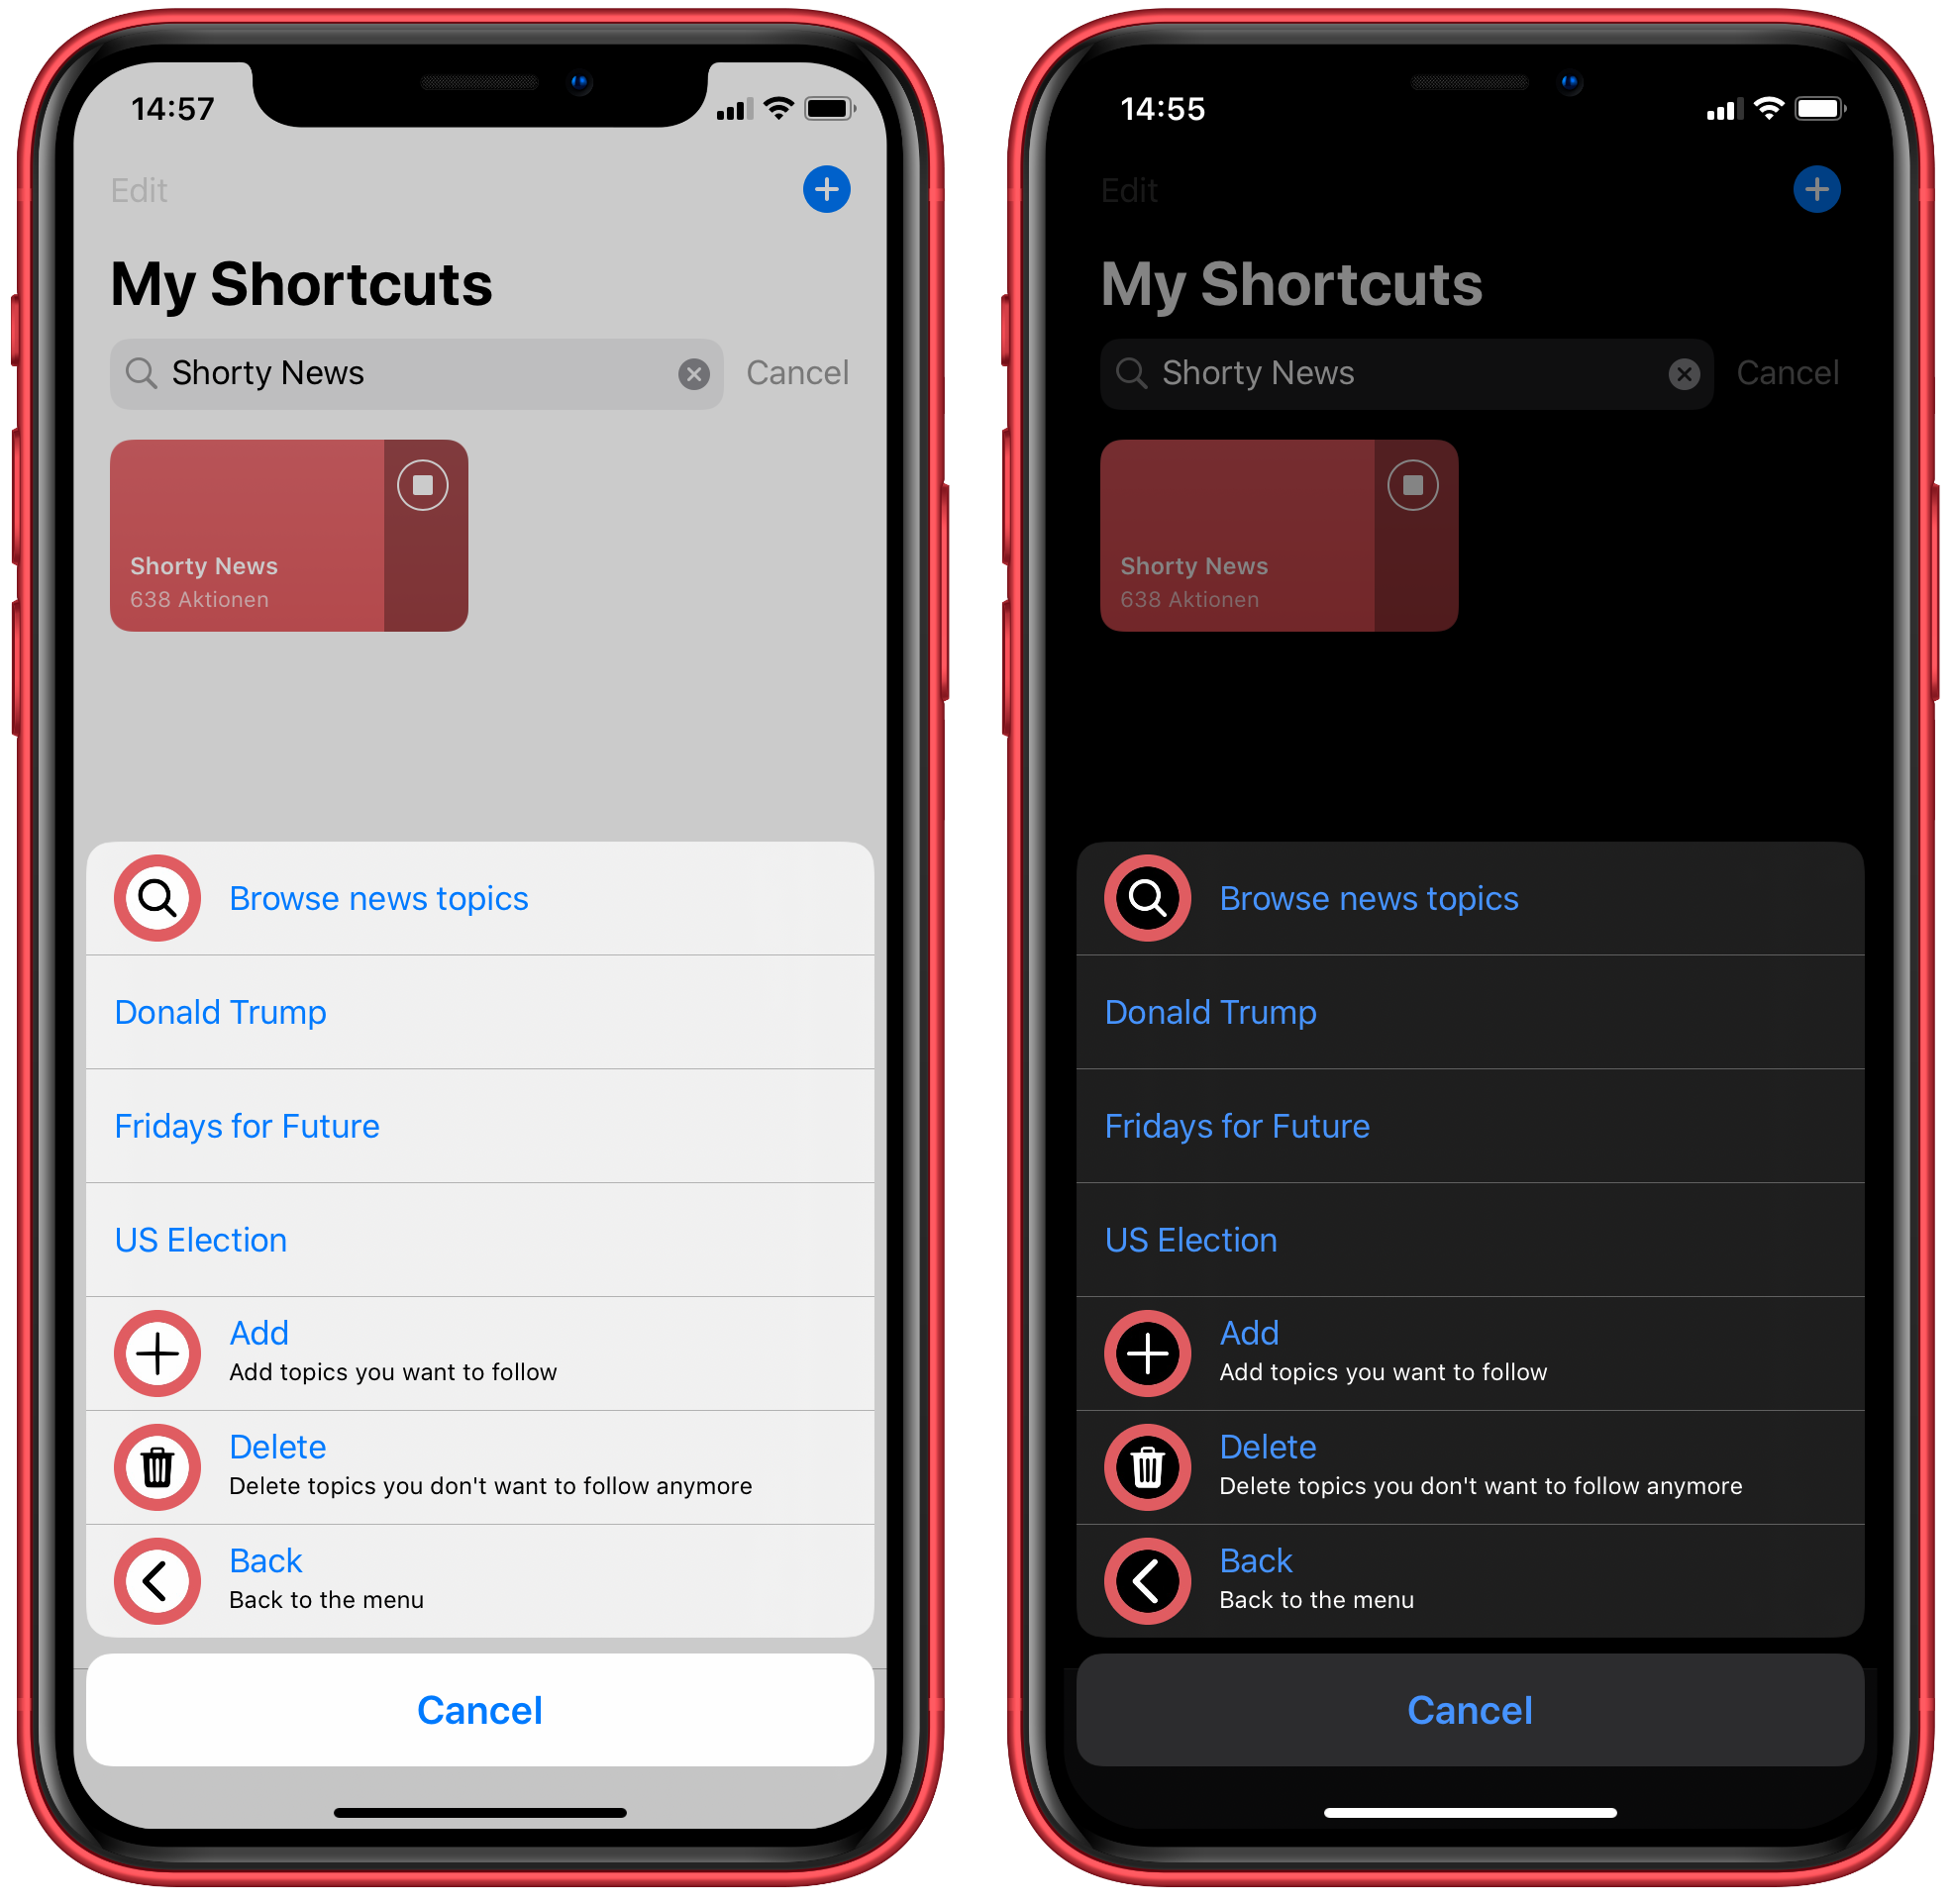 14:57
Edit
My Shortcuts
Shorty News
Cancel
Shorty News
638 Aktionen
Browse news topics
Donald Trump
Fridays for Future
US Election
Add
Add topics you want to follow
Delete
Delete topics you don't want to follow anymore
Back
Back to the menu
Cancel
14:55
Edit
My Shortcuts
Shorty News
Cancel
Shorty News
638 Aktionen
Browse news topics
Donald Trump
Fridays for Future
US Election
Add
Add topics you want to follow
Delete
Delete topics you don't want to follow anymore
Back
Back to the menu
Cancel